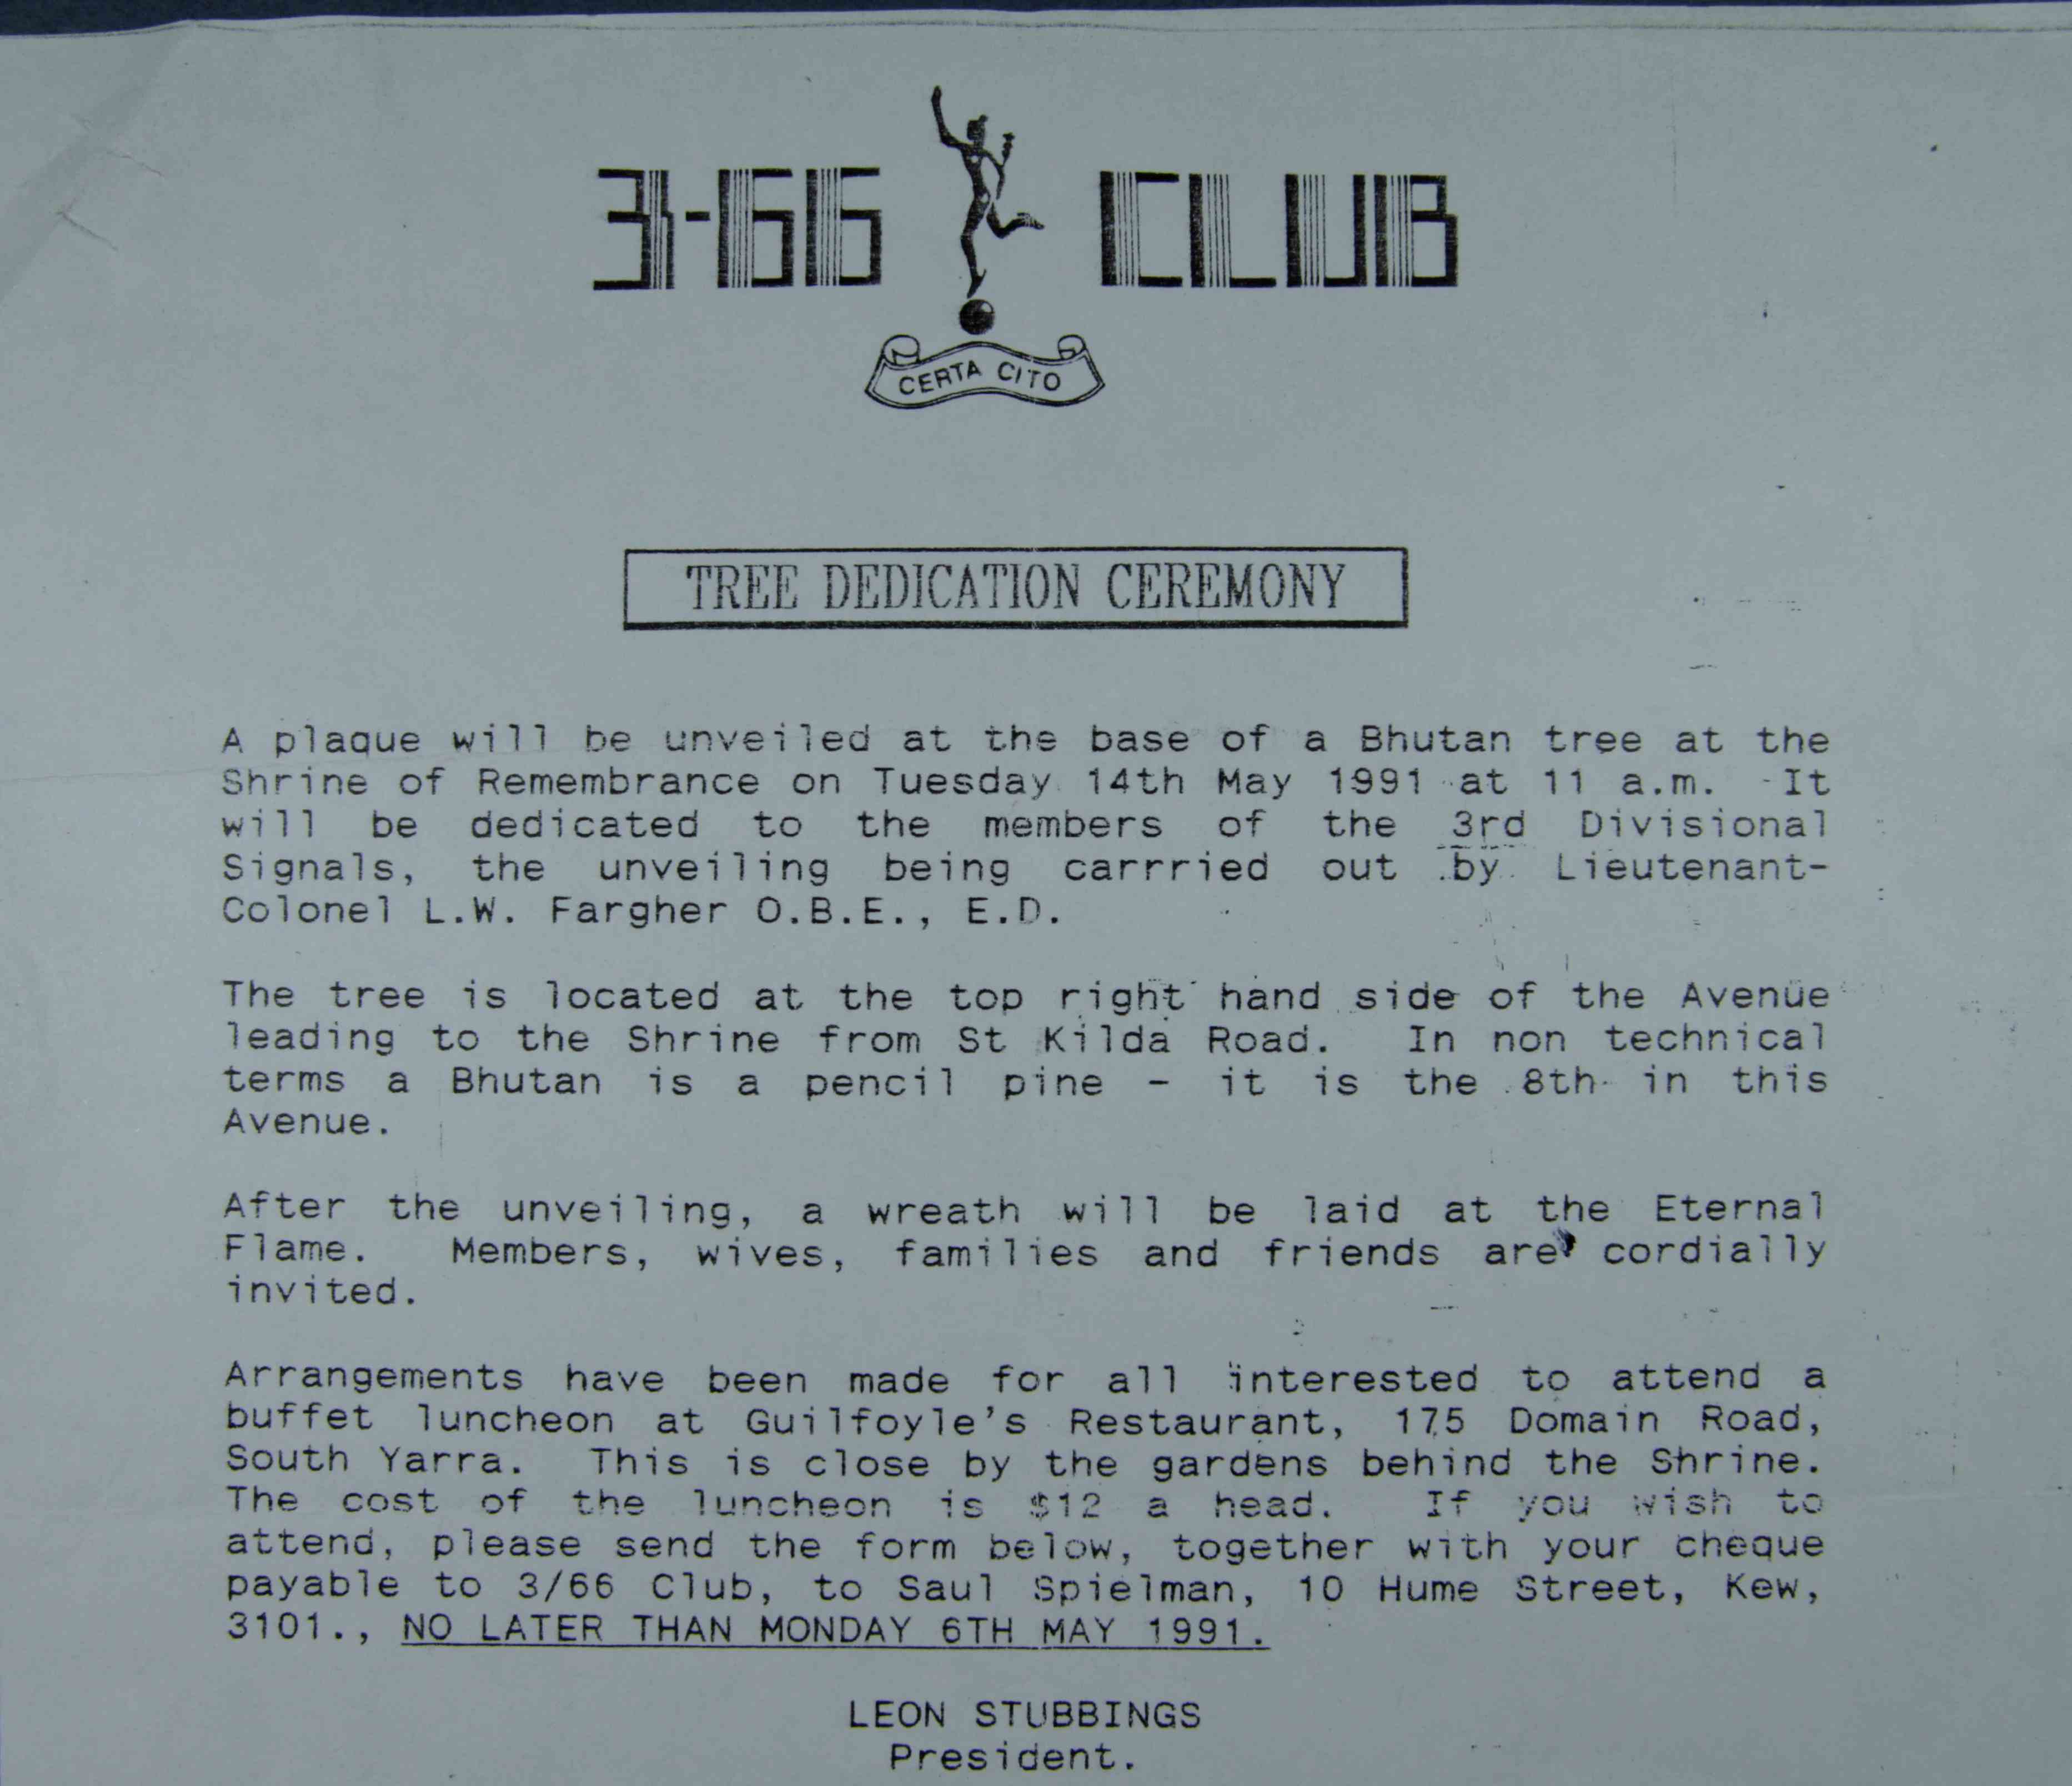 3-66 CLUB
CERTA CITO
TREE DEDICATION CEREMONY
A plaque will be unveiled at the base of a Bhutan tree at the
Shrine of Remembrance on Tuesday 14th May 1991 at 11 a.m. It
will be dedicated to the members of the 3rd Divisional
Signals, the unveiling being carrried out by Lieutenant-
Colonel L.W. Fargher O.B.E., E.D.
The tree is located at the top right hand side of the Avenue
leading to the Shrine from St Kilda Road. In non technical
terms a Bhutan is a pencil pine - it is the 8th in this
Avenue.
After the unveiling, a wreath will be laid at the Eternal
Flame. Members, wives, families and friends are cordially
invited.
Arrangements have been made for all interested to attend a
buffet luncheon at Guilfoyle's Restaurant, 175 Domain Road,
South Yarra. This is close by the gardens behind the Shrine.
The cost of the luncheon is $12 a head. If you wish to
attend, please send the form below, together with your cheque
payable to 3/66 Club, to Saul Spielman, 10 Hume Street, Kew,
3101., NO LATER THAN MONDAY 6TH MAY 1991.
LEON STUBBINGS
President.